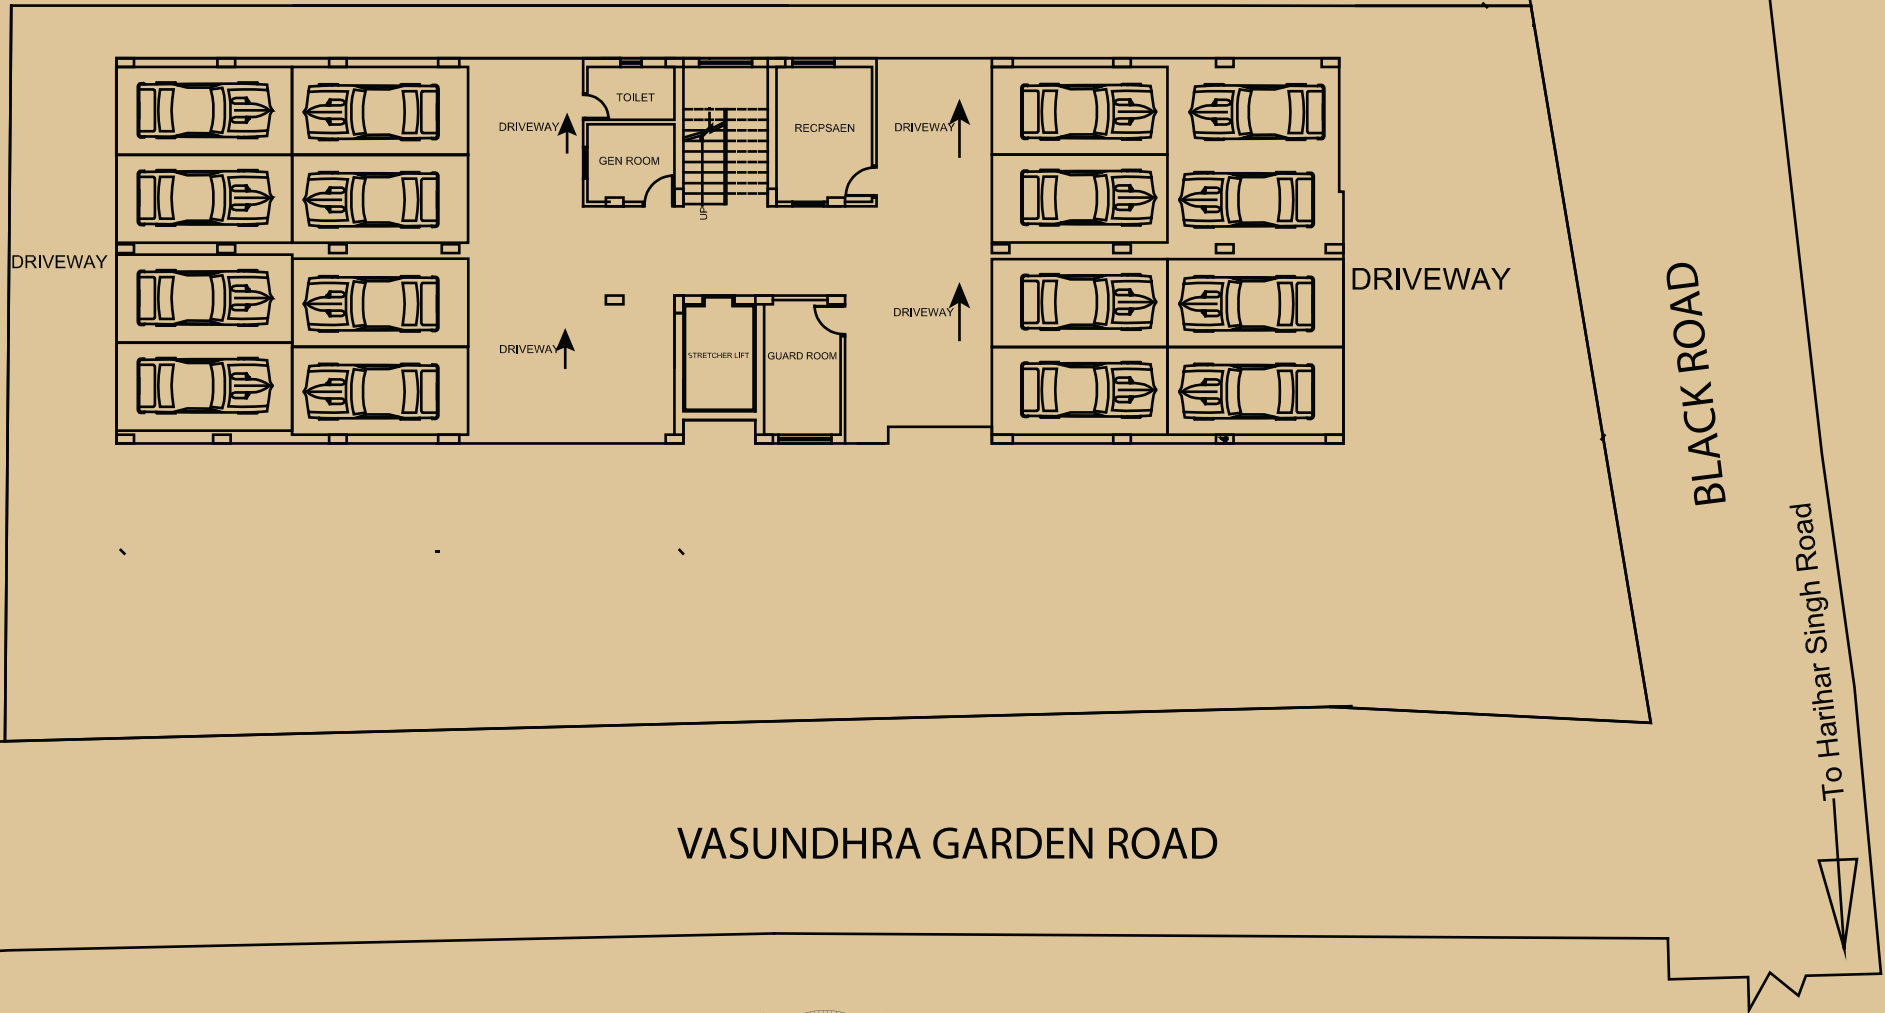 TOILET
DRIVEWAY
RECPSAEN
DRIVEWAY
GEN ROOM
UP
DRIVEWAY
DRIVEWAY
DRIVEWAY
DRIVEWAY
STRETCHER LIFT
GUARD ROOM
BLACK ROAD
To Harihar Singh Road
VASUNDHRA GARDEN ROAD